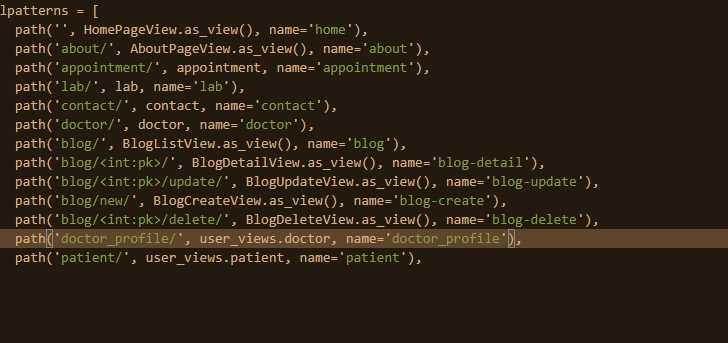 lpatterns = [
path('', HomePageView.as_view(), name='home'),
path('about/', AboutPageView.as_view(), name='about'),
path('appointment/', appointment, name='appointment'),
path('lab/', lab, name='lab'),
path('contact/', contact, name='contact'),
path('doctor/', doctor, name='doctor'),
path('blog/', BlogListView.as_view(), name='blog'),
path('blog/<int:pk>/', BlogDetailView.as_view(), name='blog-detail'),
path('blog/<int:pk>/update/', BlogUpdateView.as_view(), name='blog-update'),
path('blog/new/', BlogCreateView.as_view(), name='blog-create'),
path('blog/<int:pk>/delete/', BlogDeleteView.as_view(), name='blog-delete'),
path('doctor_profile/', user_views.doctor, name='doctor_profile'),
path('patient/', user_views.patient, name='patient'),